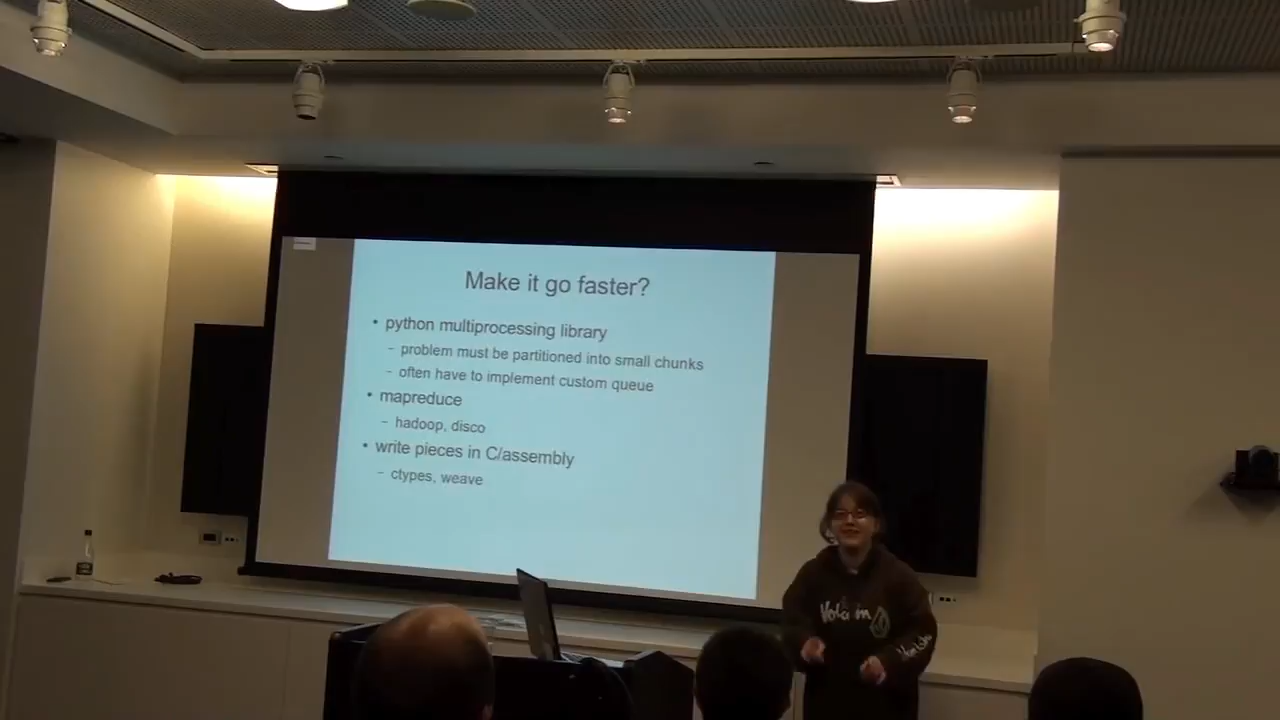 Make it go faster?
• python multiprocessing library
– problem must be partitioned into small chunks
– often have to implement custom queue
• mapreduce
– hadoop, disco
• write pieces in C/assembly
– ctypes, weave
Volcom